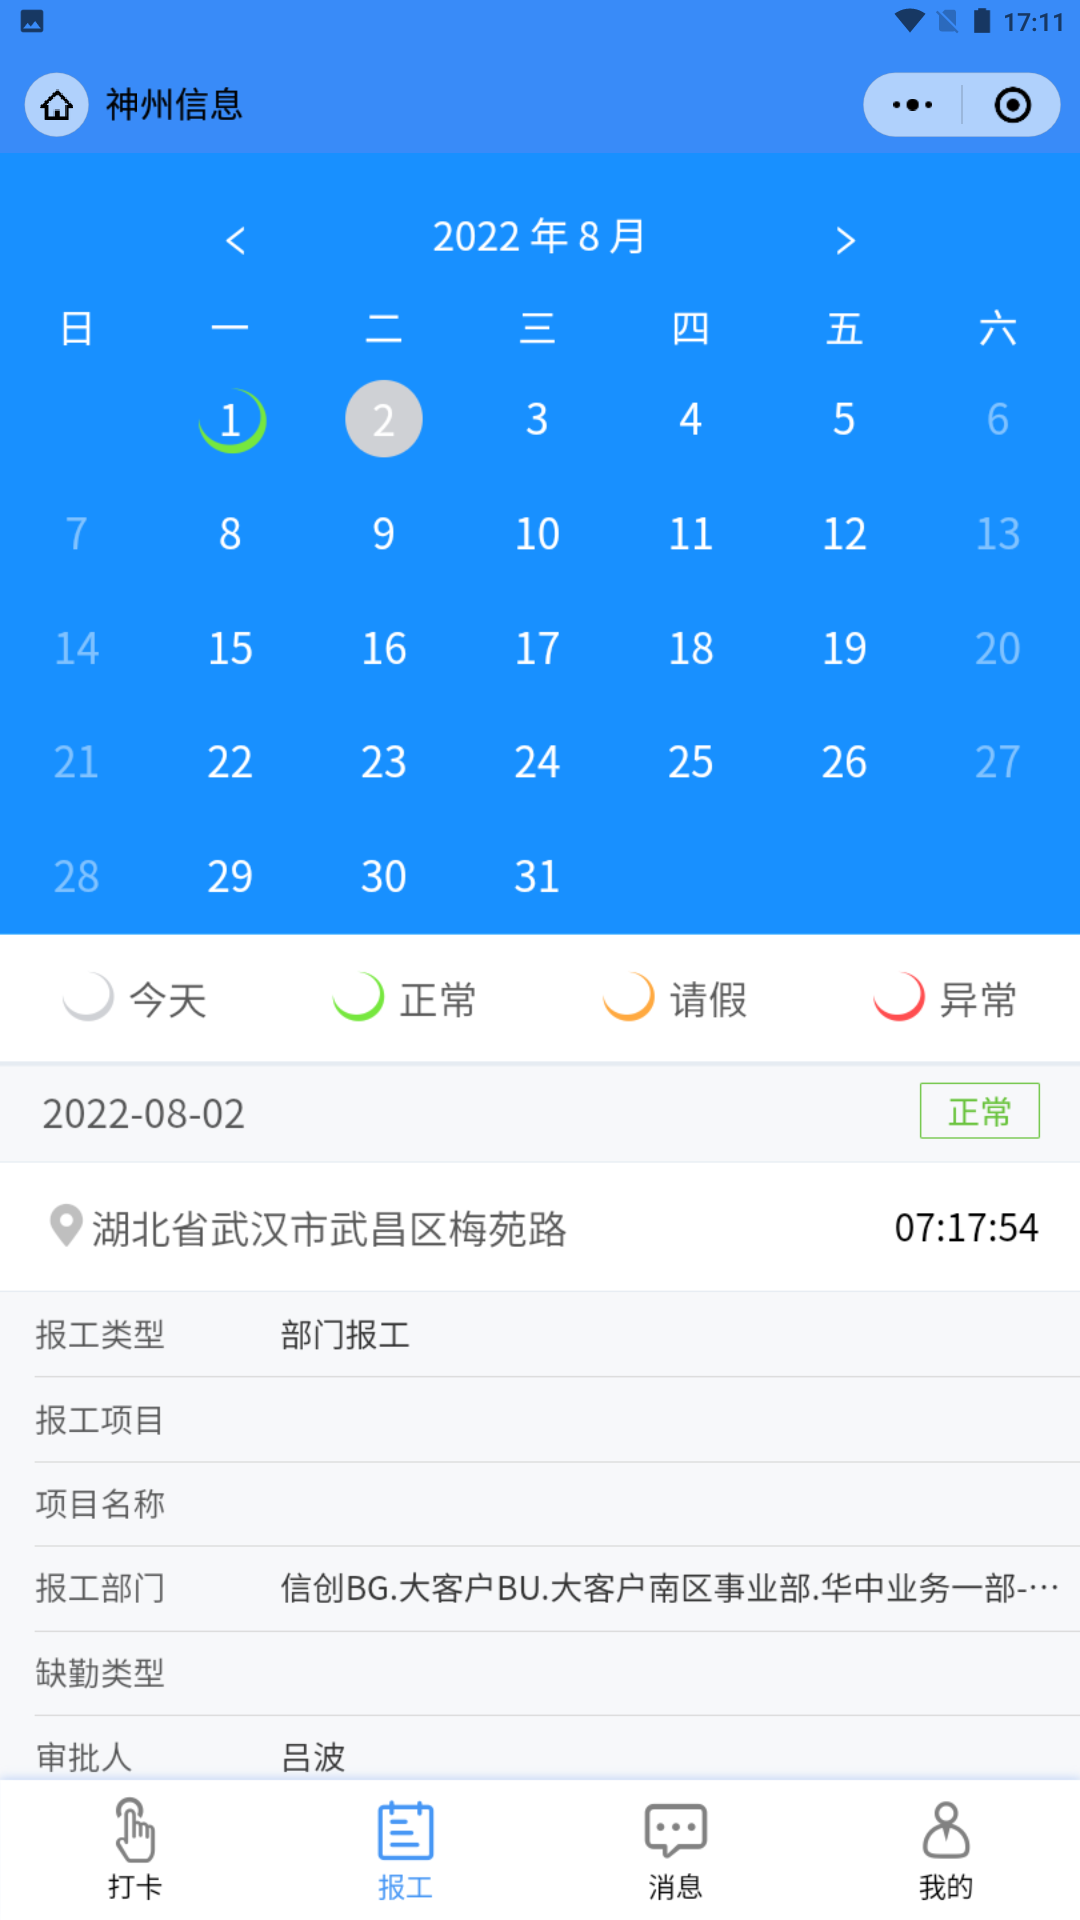 17:11
神州信息
2022 年 8 月
日 一 二 三 四 五 六
1 2 3 4 5 6
7 8 9 10 11 12 13
14 15 16 17 18 19 20
21 22 23 24 25 26 27
28 29 30 31
今天 正常 请假 异常
2022-08-02 正常
湖北省武汉市武昌区梅苑路 07:17:54
报工类型 部门报工
报工项目
项目名称
报工部门 信创BG.大客户BU.大客户南区事业部.华中业务一部-…
缺勤类型
审批人 吕波
打卡 报工 消息 我的